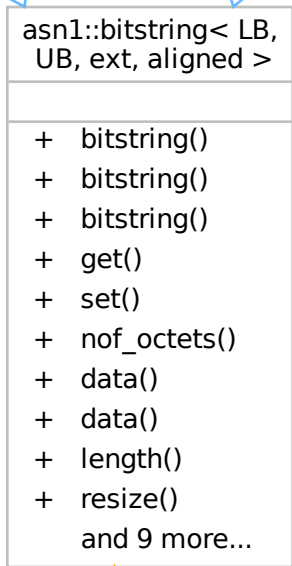 asn1::bitstring< LB,
UB, ext, aligned >
+ bitstring()
+ bitstring()
+ bitstring()
+ get()
+ set()
+ nof_octets()
+ data()
+ data()
+ length()
+ resize()
and 9 more...